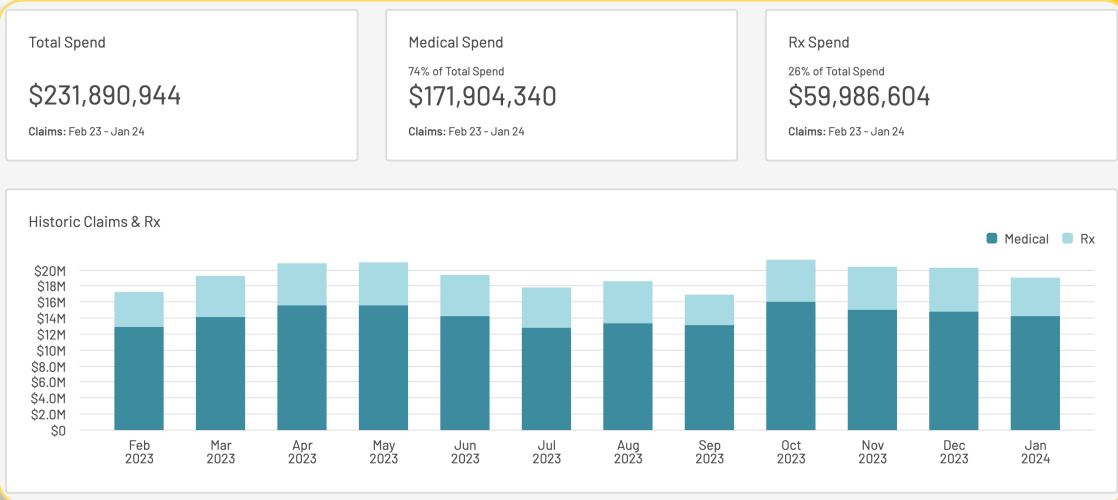 Total Spend
$231,890,944
Claims: Feb 23 - Jan 24
Medical Spend
74% of Total Spend
$171,904,340
Claims: Feb 23 - Jan 24
Rx Spend
26% of Total Spend
$59,986,604
Claims: Feb 23 - Jan 24
Historic Claims & Rx
Medical
Rx
$20M
$18M
$16M
$14M
$12M
$10M
$8.0M
$6.0M
$4.0M
$2.0M
$0
Feb
2023
Mar
2023
Apr
2023
May
2023
Jun
2023
Jul
2023
Aug
2023
Sep
2023
Oct
2023
Nov
2023
Dec
2023
Jan
2024